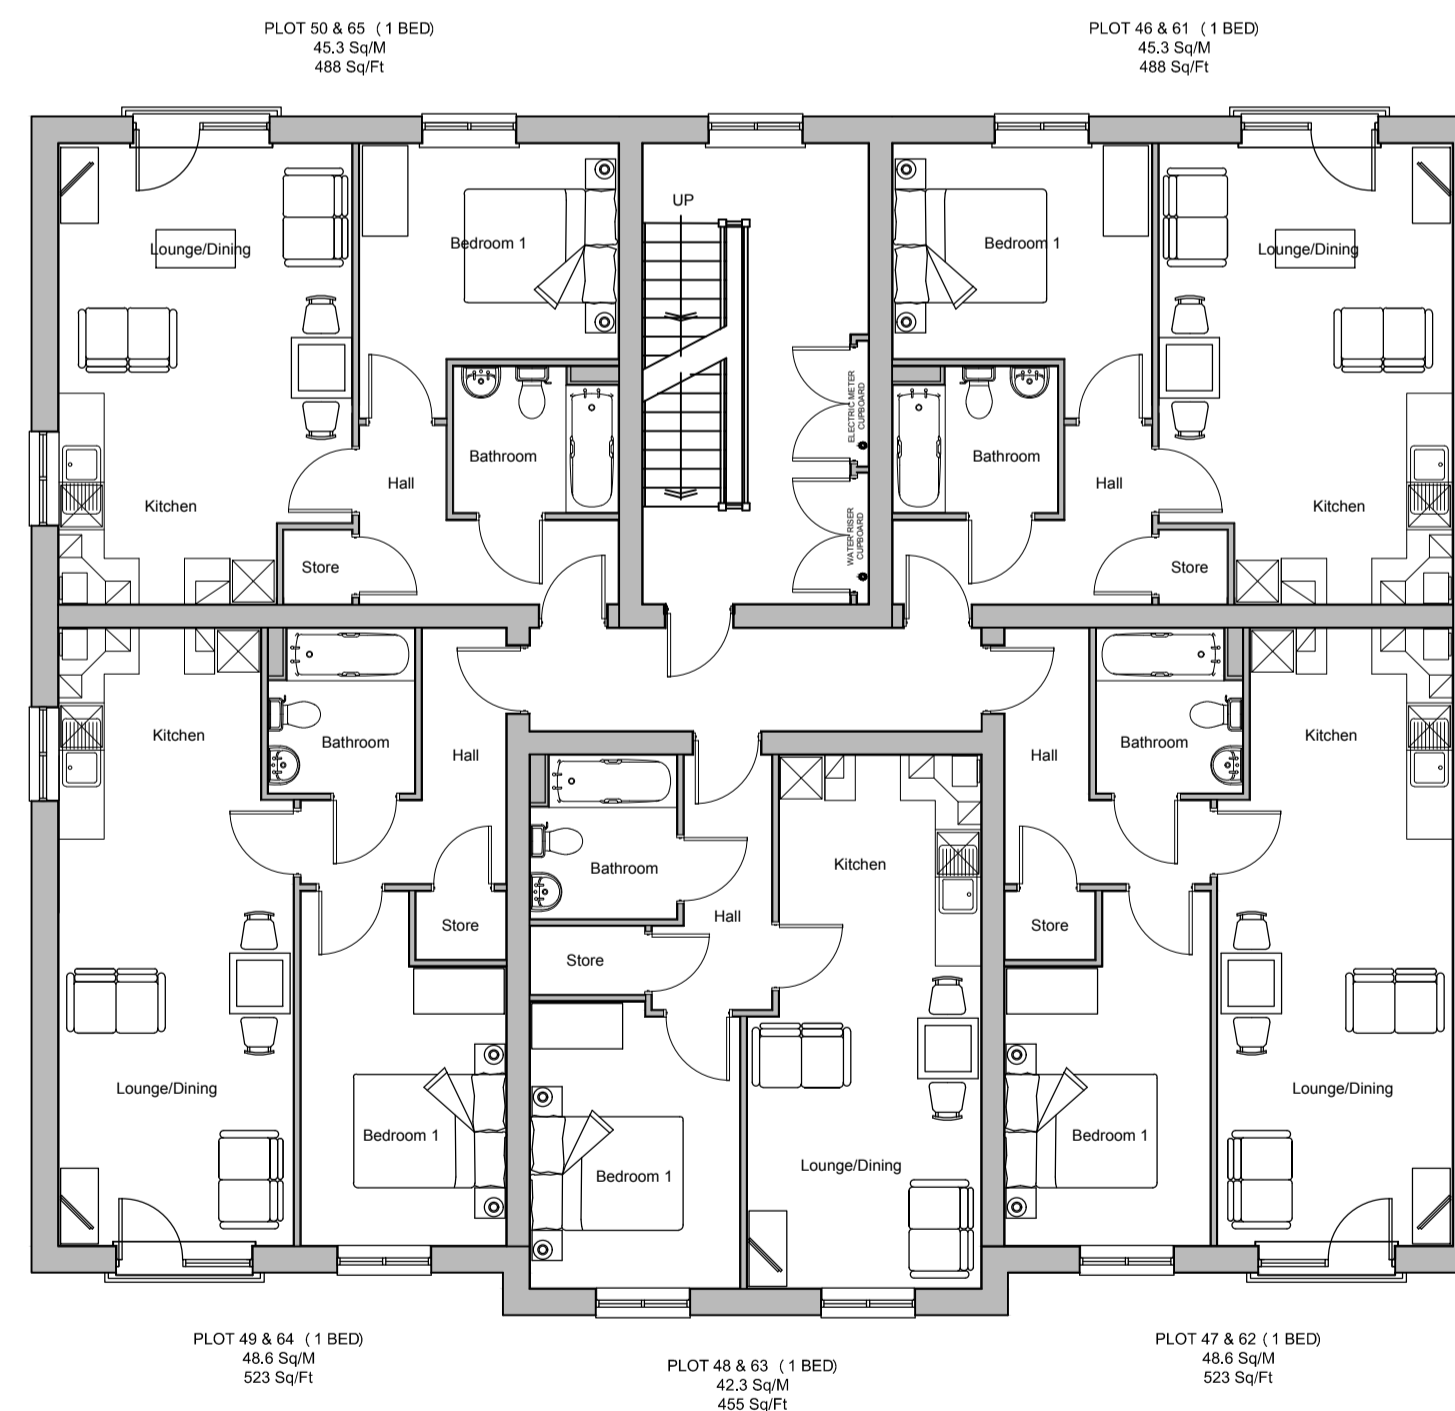 PLOT 50 & 65 ( 1 BED)
45.3 Sq/M
488 Sq/Ft
PLOT 46 & 61 ( 1 BED)
45.3 Sq/M
488 Sq/Ft
UP
Lounge/Dining
Bedroom 1
Bedroom 1
Lounge/Dining
ELECTRIC METER
CUPBOARD
Bathroom
Bathroom
Hall
Hall
Kitchen
Kitchen
WATER RISER
CUPBOARD
Store
Store
Kitchen
Bathroom
Hall
Hall
Bathroom
Kitchen
Bathroom
Kitchen
Hall
Store
Store
Store
Lounge/Dining
Lounge/Dining
Bedroom 1
Bedroom 1
Lounge/Dining
Bedroom 1
PLOT 49 & 64 ( 1 BED)
48.6 Sq/M
523 Sq/Ft
PLOT 48 & 63 ( 1 BED)
42.3 Sq/M
455 Sq/Ft
PLOT 47 & 62 ( 1 BED)
48.6 Sq/M
523 Sq/Ft